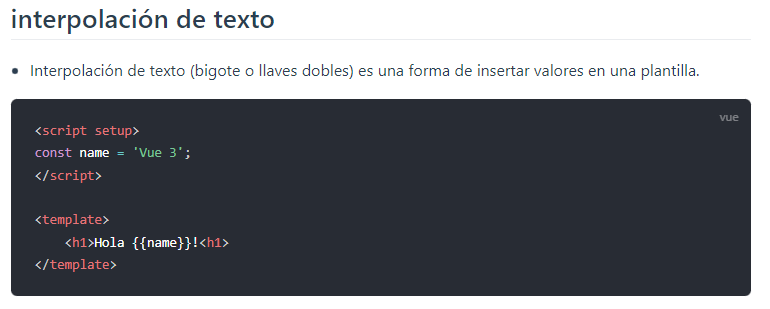 interpolación de texto
Interpolación de texto (bigote o llaves dobles) es una forma de insertar valores en una plantilla.
vue
<script setup>
const name = 'Vue 3';
</script>

<template>
    <h1>Hola {{name}}!<h1>
</template>